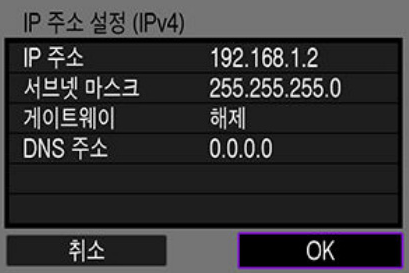 IP 주소 설정 (IPv4)
IP 주소 192.168.1.2
서브넷 마스크 255.255.255.0
게이트웨이 해제
DNS 주소 0.0.0.0
취소 OK